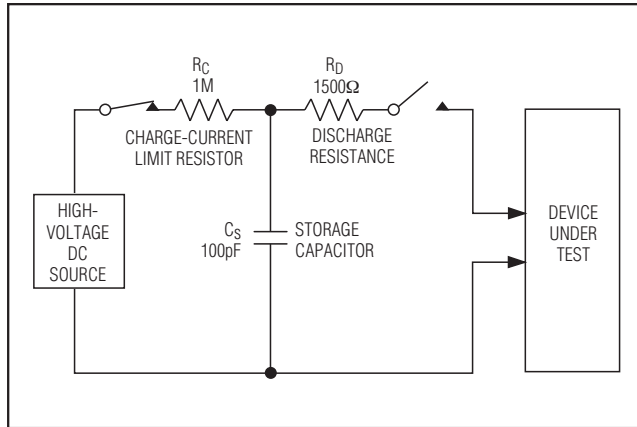 RC
1M
CHARGE-CURRENT
LIMIT RESISTOR
RD
1500Ω
DISCHARGE
RESISTANCE
HIGH-
VOLTAGE
DC
SOURCE
CS
100pF
STORAGE
CAPACITOR
DEVICE
UNDER
TEST